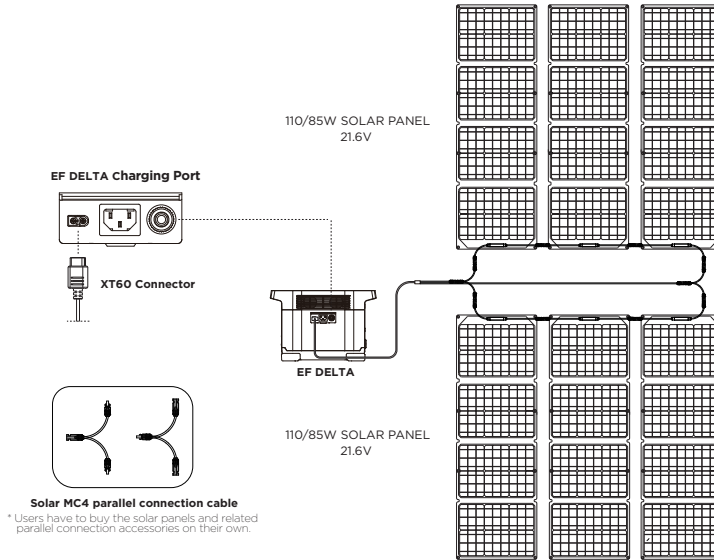 110/85W SOLAR PANEL
21.6V
EF DELTA Charging Port
XT60 Connector
EF DELTA
110/85W SOLAR PANEL
21.6V
Solar MC4 parallel connection cable
* Users have to buy the solar panels and related
parallel connection accessories on their own.